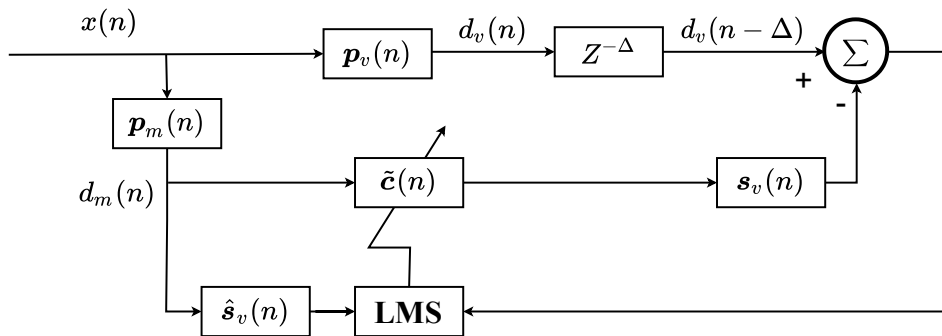 x(n)
𝒑_v(n)
d_v(n)
Z^{-Δ}
d_v(n − Δ)
∑
+
-
𝒑_m(n)
d_m(n)
𝒄̃(n)
𝒔_v(n)
𝒔̂_v(n)
LMS